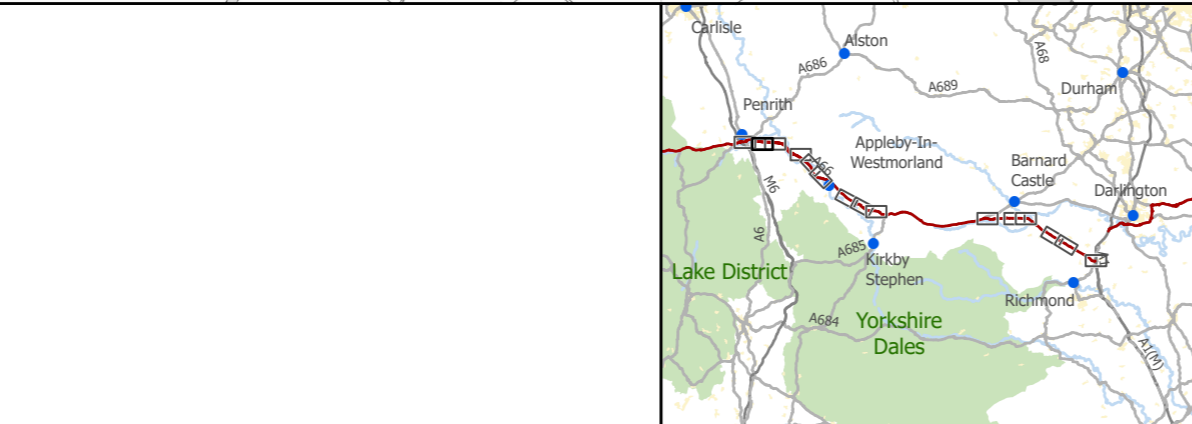 Carlisle
Alston
A68
A686
A689
Durham
Penrith
Appleby-In-
Westmorland
A66
Barnard
Castle
Darlington
M6
A6
A685
Kirkby
Stephen
Lake District
Richmond
A684
Yorkshire
Dales
A1(M)